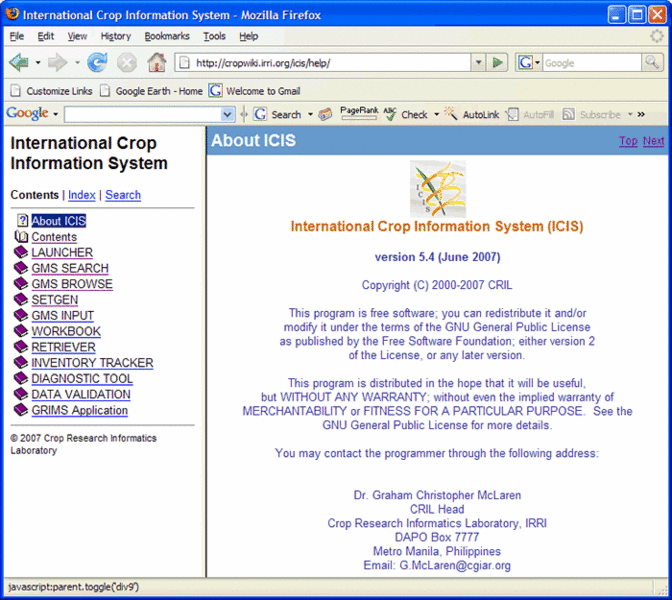 International Crop Information System - Mozilla Firefox
File Edit View History Bookmarks Tools Help
http://cropwiki.irri.org/icis/help/
G Google
Customize Links Google Earth - Home G Welcome to Gmail
Google G Search PageRank ABC Check AutoLink AutoFill Subscribe »
International Crop
Information System
Contents | Index | Search
About ICIS
Contents
LAUNCHER
GMS SEARCH
GMS BROWSE
SETGEN
GMS INPUT
WORKBOOK
RETRIEVER
INVENTORY TRACKER
DIAGNOSTIC TOOL
DATA VALIDATION
GRIMS Application
© 2007 Crop Research Informatics
Laboratory
About ICIS
Top Next
ICIS
International Crop Information System (ICIS)
version 5.4 (June 2007)
Copyright (C) 2000-2007 CRIL
This program is free software; you can redistribute it and/or
modify it under the terms of the GNU General Public License
as published by the Free Software Foundation; either version 2
of the License, or any later version.
This program is distributed in the hope that it will be useful,
but WITHOUT ANY WARRANTY; without even the implied warranty of
MERCHANTABILITY or FITNESS FOR A PARTICULAR PURPOSE. See the
GNU General Public License for more details.
You may contact the programmer through the following address:
Dr. Graham Christopher McLaren
CRIL Head
Crop Research Informatics Laboratory, IRRI
DAPO Box 7777
Metro Manila, Philippines
Email: G.McLaren@cgiar.org
javascript:parent.toggle('div9')